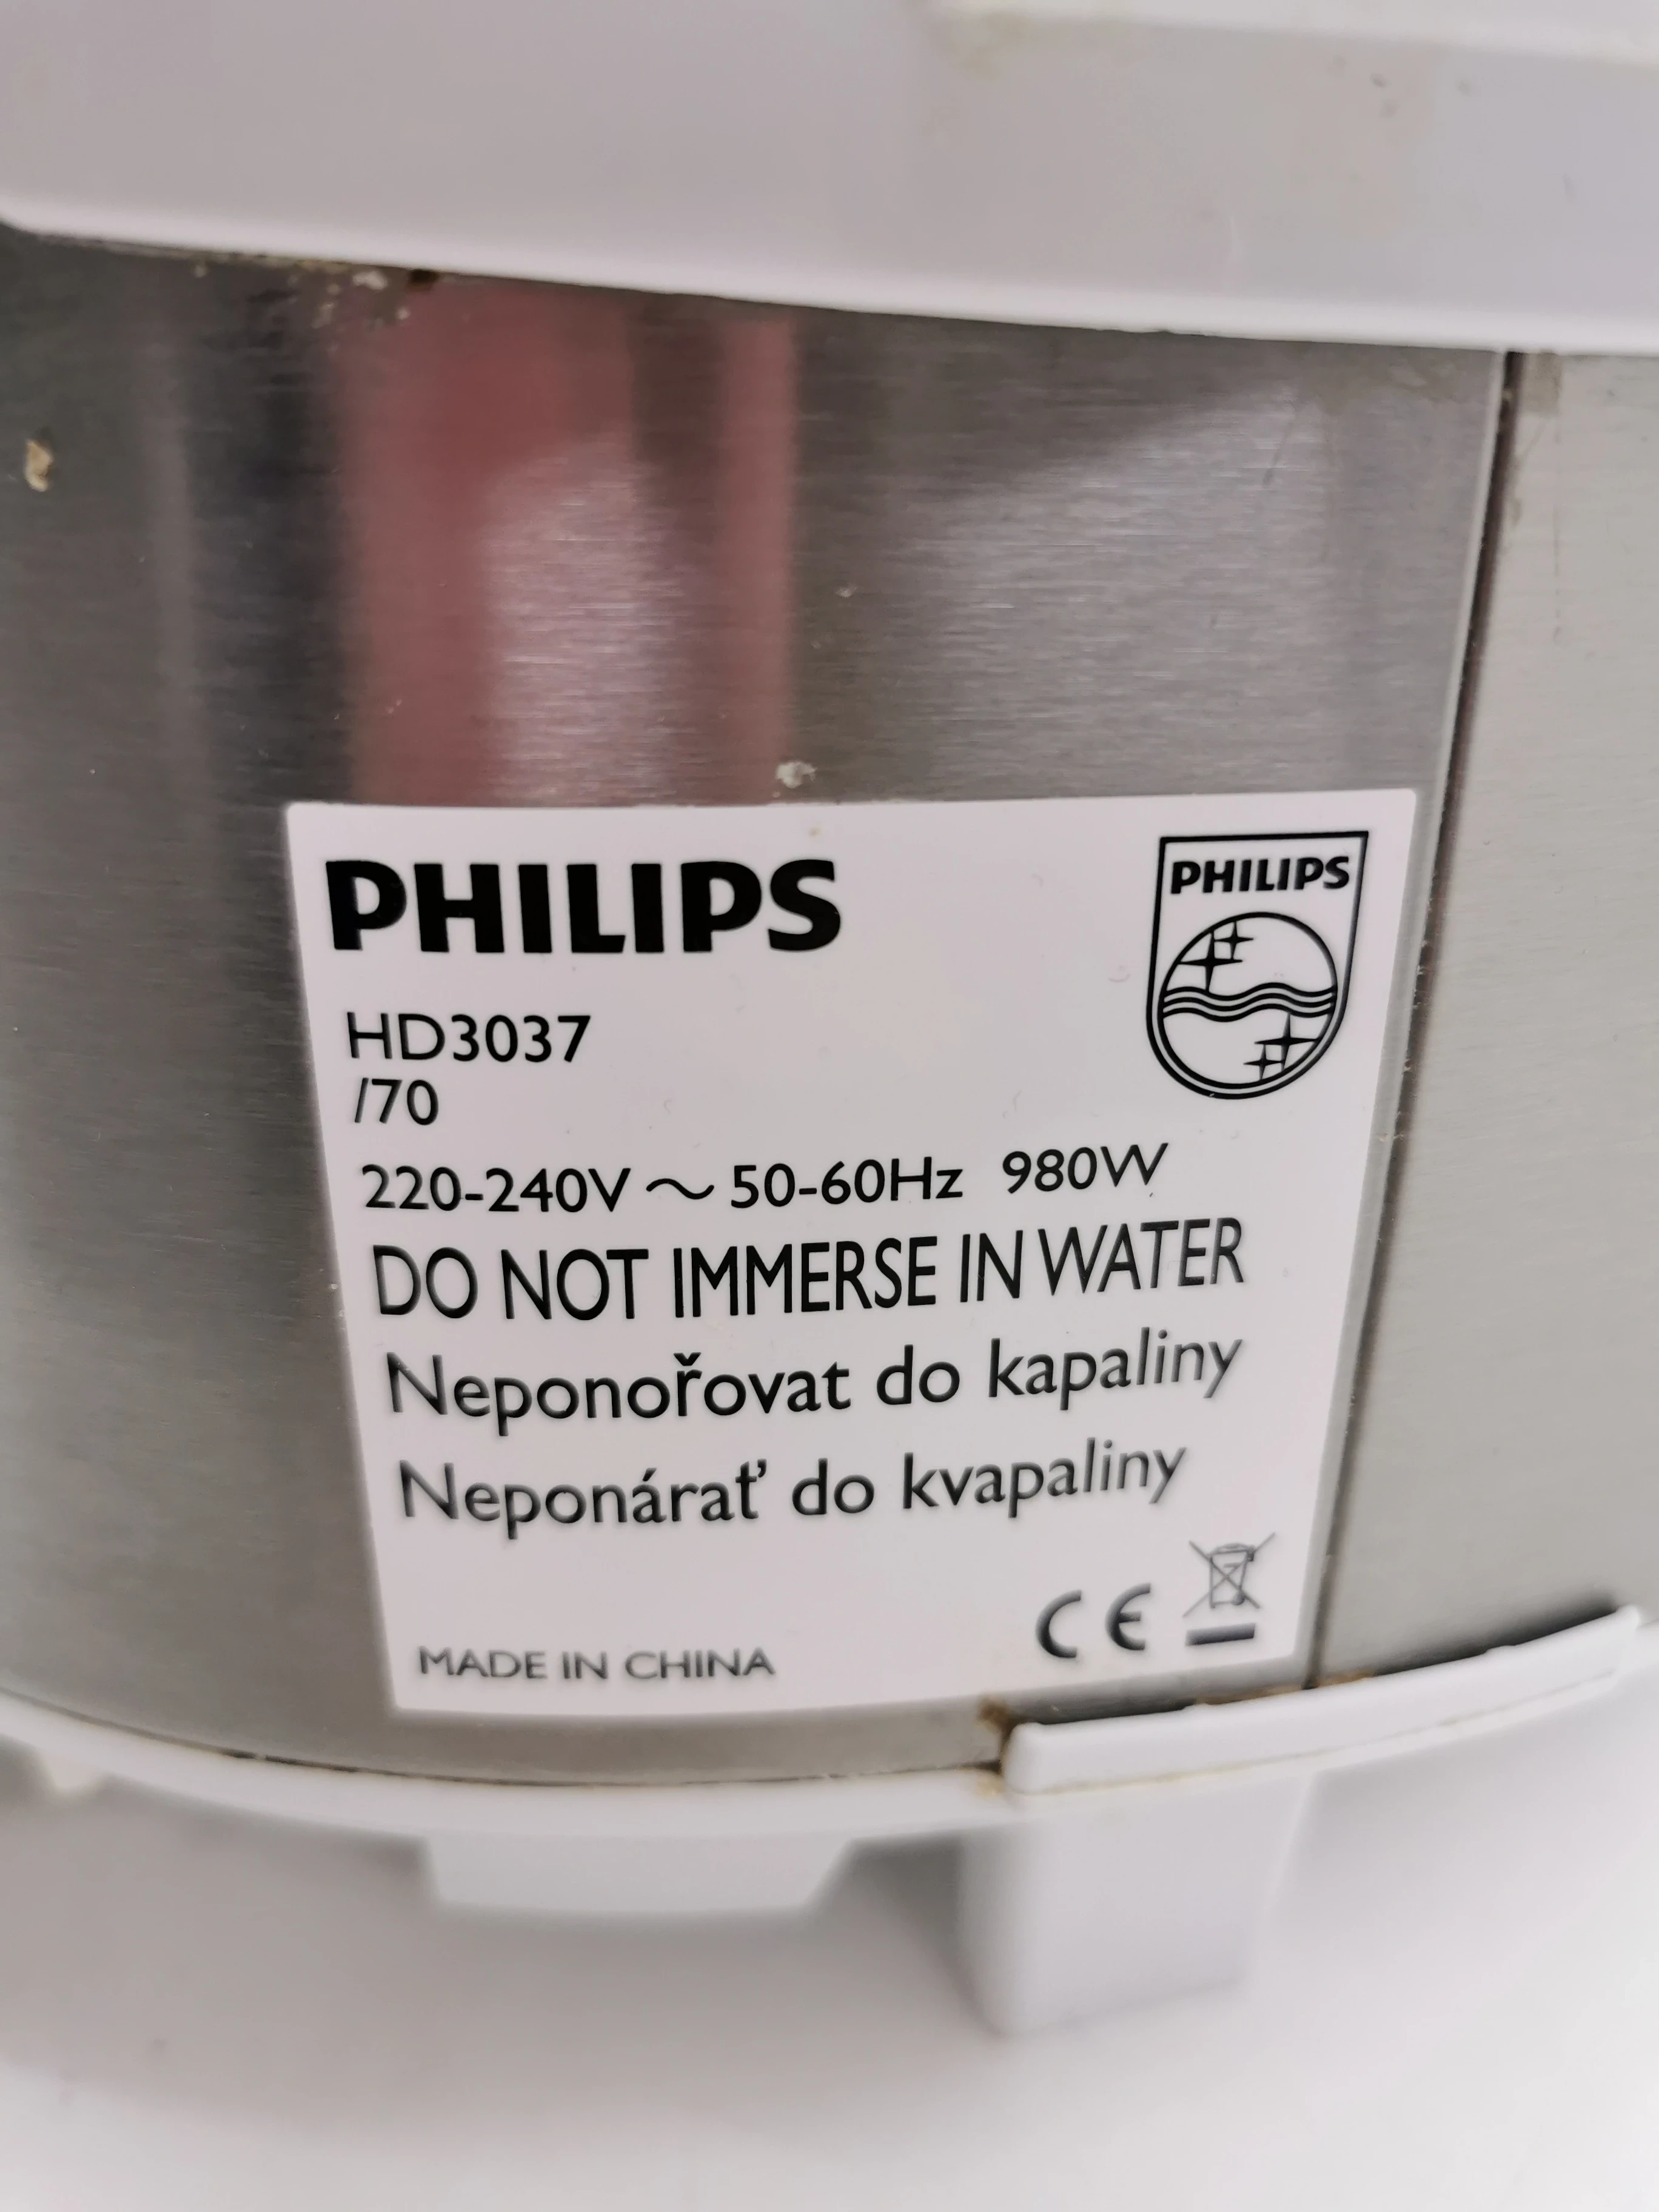 PHILIPS
PHILIPS
HD3037
/70
220-240V ~ 50-60Hz 980W
DO NOT IMMERSE IN WATER
Neponořovat do kapaliny
Neponárať do kvapaliny
CE
MADE IN CHINA